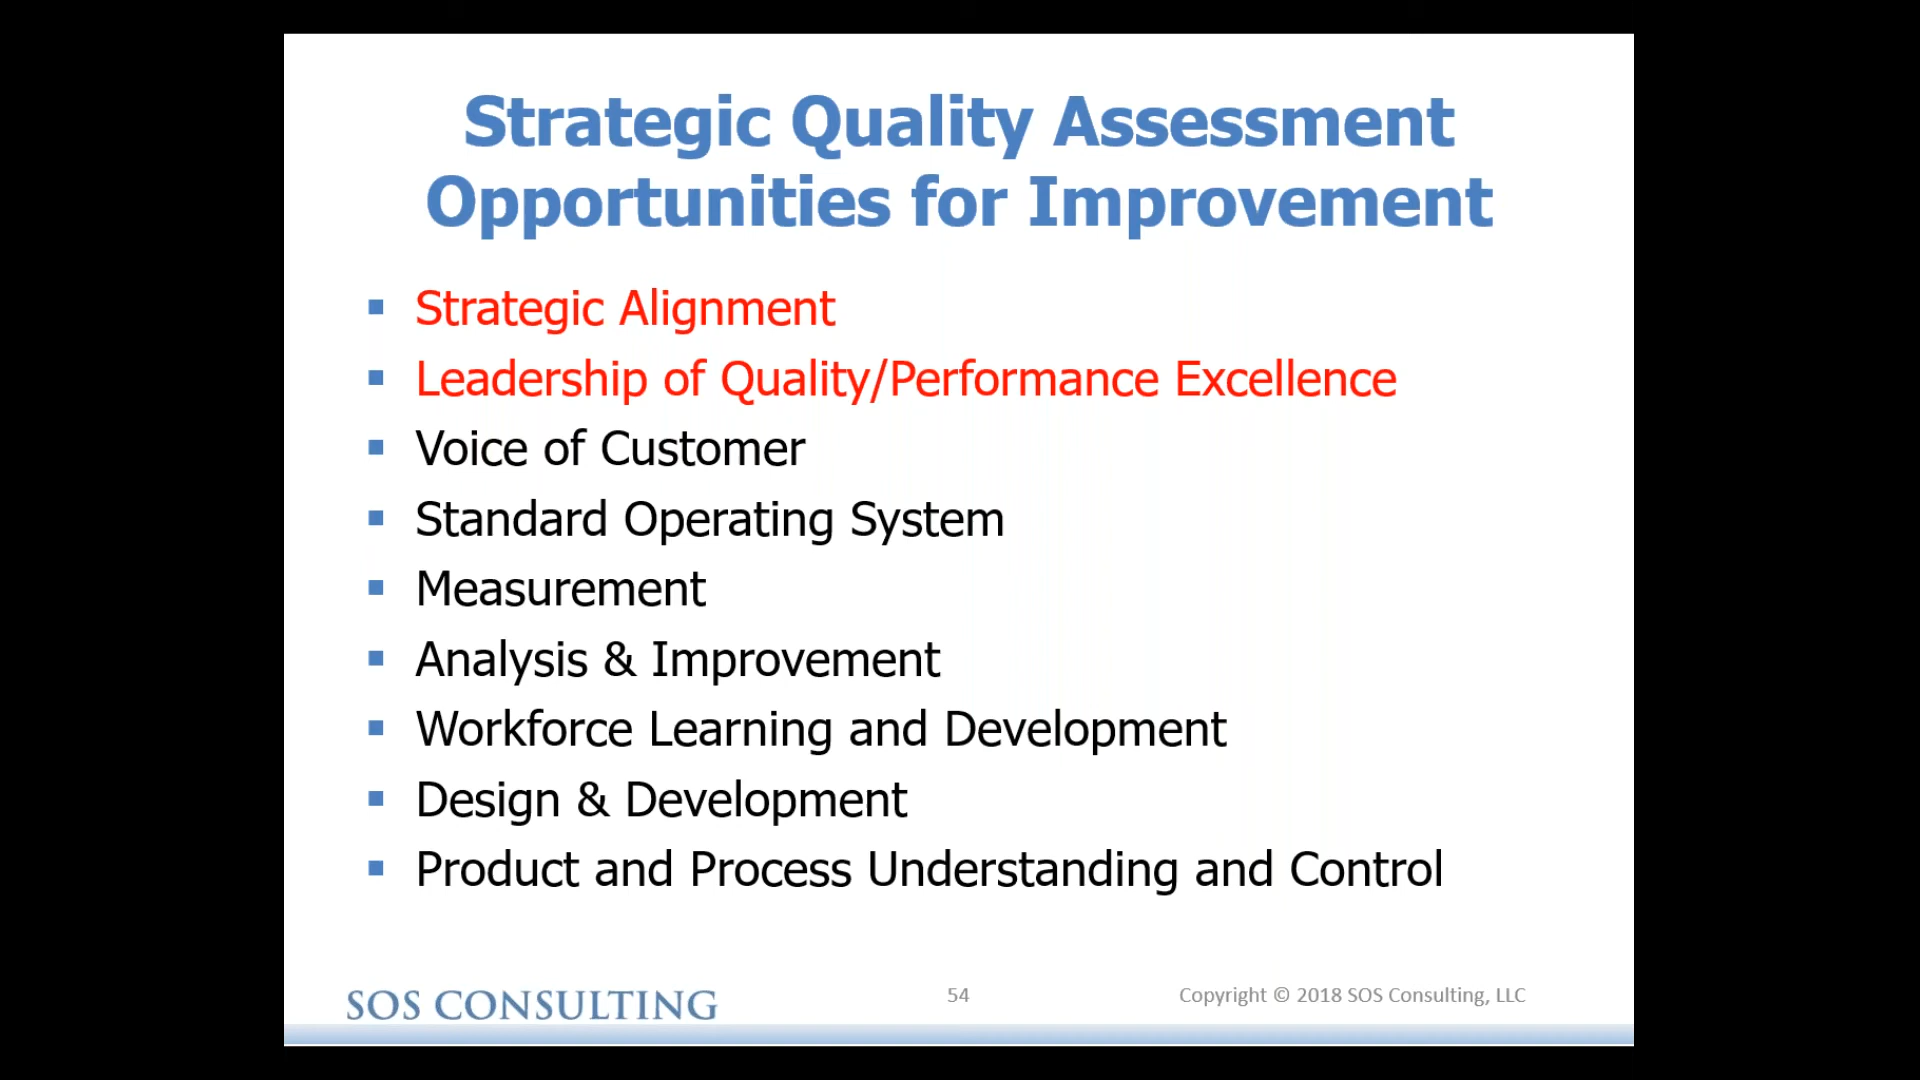 Strategic Quality Assessment
Opportunities for Improvement
Strategic Alignment
Leadership of Quality/Performance Excellence
Voice of Customer
Standard Operating System
Measurement
Analysis & Improvement
Workforce Learning and Development
Design & Development
Product and Process Understanding and Control
SOS CONSULTING
54
Copyright © 2018 SOS Consulting, LLC